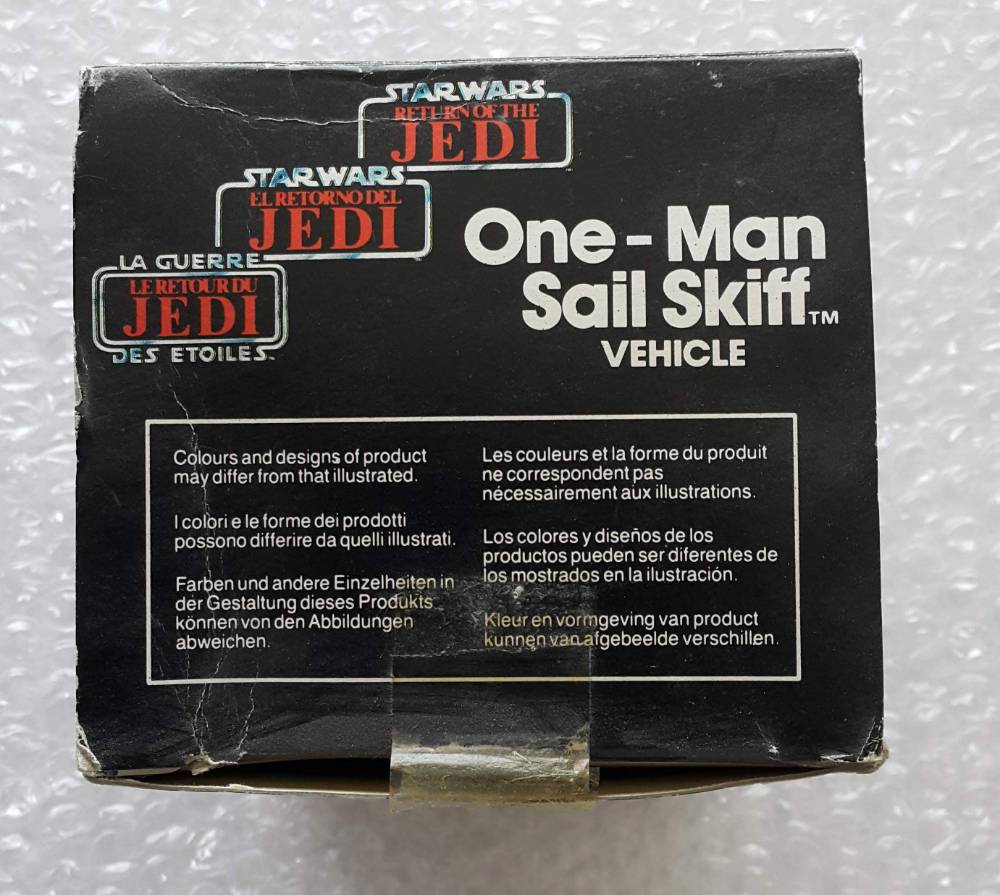 STAR WARS
RETURN OF THE
JEDI
STAR WARS
EL RETORNO DEL
JEDI
LA GUERRE
LE RETOUR DU
JEDI
DES ETOILES™
One-Man
Sail Skiff™
VEHICLE
Colours and designs of product
may differ from that illustrated.
I colori e le forme dei prodotti
possono differire da quelli illustrati.
Farben und andere Einzelheiten in
der Gestaltung dieses Produkts
können von den Abbildungen
abweichen.
Les couleurs et la forme du produit
ne correspondent pas
nécessairement aux illustrations.
Los colores y diseños de los
productos pueden ser diferentes de
los mostrados en la ilustración.
Kleur en vormgeving van product
kunnen van afgebeelde verschillen.